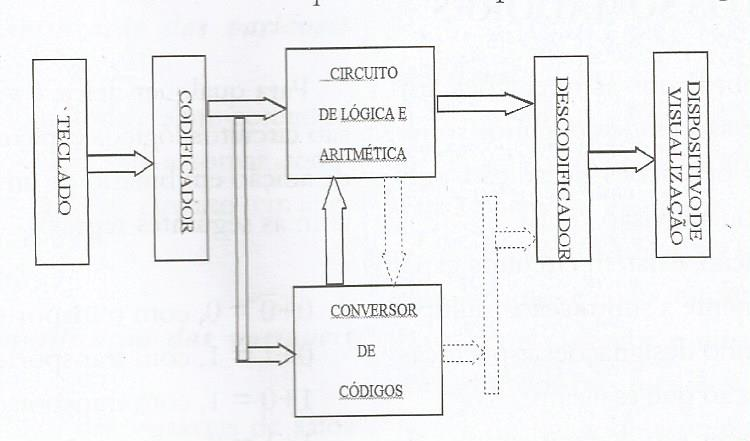 TECLADO
CODIFICADOR
CIRCUITO
DE LÓGICA E
ARITMÉTICA
CONVERSOR
DE
CÓDIGOS
DESCODIFICADOR
DISPOSITIVO DE
VISUALIZAÇÃO